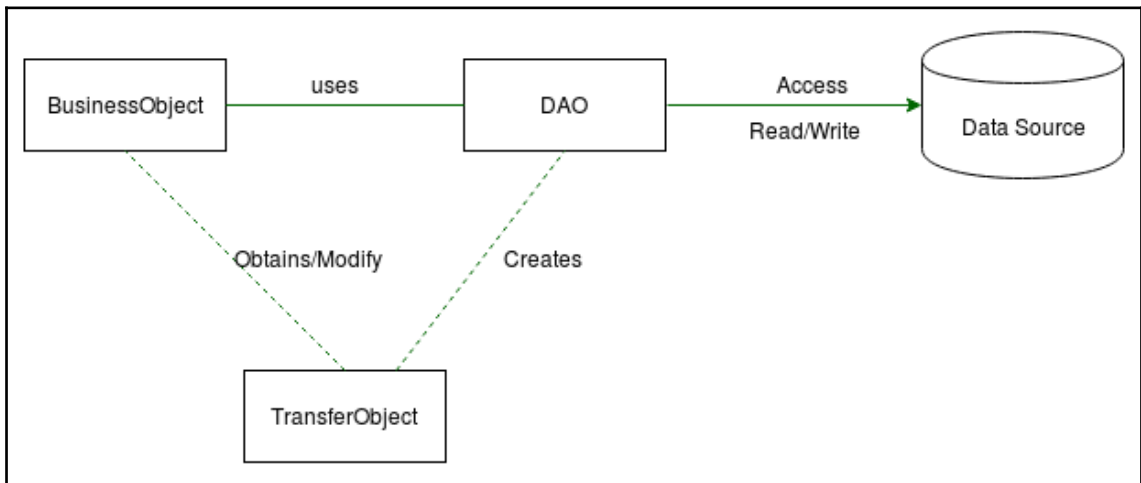 uses
Access
BusinessObject
DAO
Data Source
Read/Write
Obtains/Modify
Creates
TransferObject